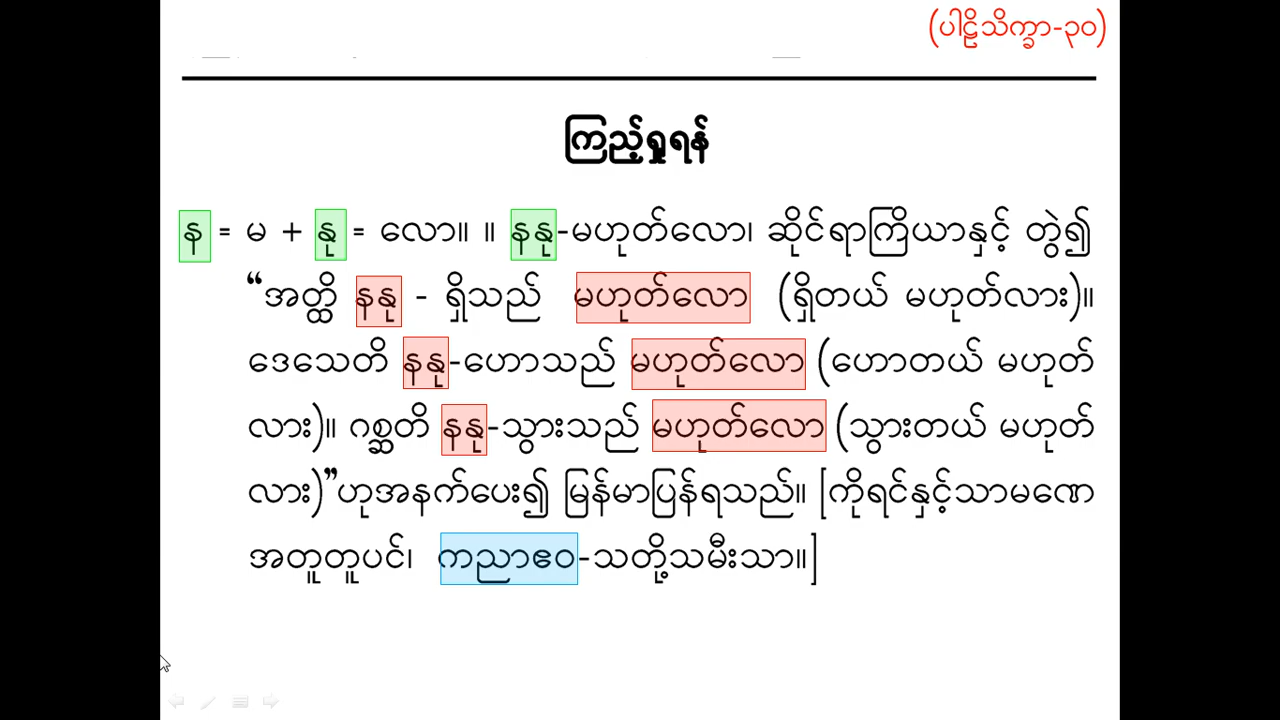 (ပါဠိသိက္ခာ-၃၀)
ကြည့်ရှုရန်
န = မ + နု = လော။ ။ နနု-မဟုတ်လော၊ ဆိုင်ရာကြိယာနှင့် တွဲ၍
“အတ္ထိ နနု - ရှိသည် မဟုတ်လော (ရှိတယ် မဟုတ်လား)။
ဒေသေတိ နနု-ဟောသည် မဟုတ်လော (ဟောတယ် မဟုတ်
လား)။ ဂစ္ဆတိ နနု-သွားသည် မဟုတ်လော (သွားတယ် မဟုတ်
လား)”ဟုအနက်ပေး၍ မြန်မာပြန်ရသည်။ [ကိုရင်နှင့်သာမဏေ
အတူတူပင်၊ ကညာဧဝ-သတို့သမီးသာ။]